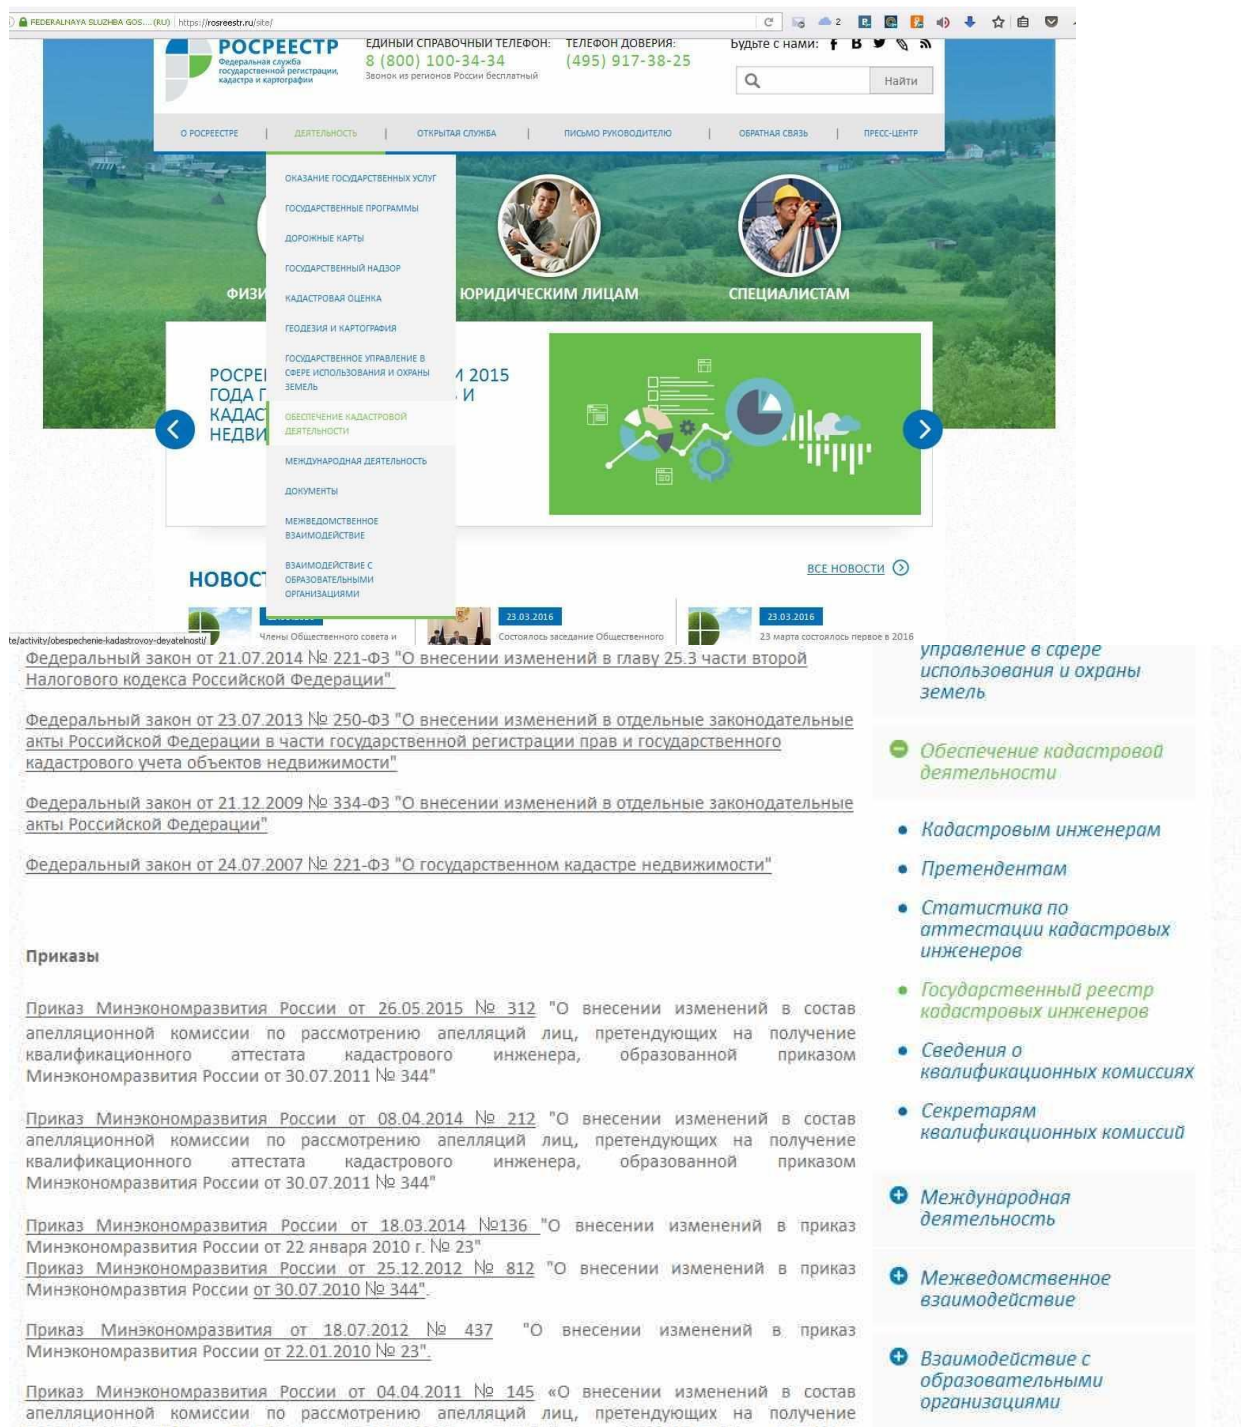 FEDERALNAYA SLUZHBA GOS.... (RU) https://rosreestr.ru/site/
2
РОСРЕЕСТР
Федеральная служба
государственной регистрации,
кадастра и картографии
ЕДИНЫЙ СПРАВОЧНЫЙ ТЕЛЕФОН:
8 (800) 100-34-34
Звонок из регионов России бесплатный
ТЕЛЕФОН ДОВЕРИЯ:
(495) 917-38-25
Будьте с нами:
Найти
О РОСРЕЕСТРЕ | ДЕЯТЕЛЬНОСТЬ | ОТКРЫТАЯ СЛУЖБА | ПИСЬМО РУКОВОДИТЕЛЮ | ОБРАТНАЯ СВЯЗЬ | ПРЕСС-ЦЕНТР
ОКАЗАНИЕ ГОСУДАРСТВЕННЫХ УСЛУГ
ГОСУДАРСТВЕННЫЕ ПРОГРАММЫ
ДОРОЖНЫЕ КАРТЫ
ГОСУДАРСТВЕННЫЙ НАДЗОР
КАДАСТРОВАЯ ОЦЕНКА
ГЕОДЕЗИЯ И КАРТОГРАФИЯ
ГОСУДАРСТВЕННОЕ УПРАВЛЕНИЕ В
СФЕРЕ ИСПОЛЬЗОВАНИЯ И ОХРАНЫ
ЗЕМЕЛЬ
ОБЕСПЕЧЕНИЕ КАДАСТРОВОЙ
ДЕЯТЕЛЬНОСТИ
МЕЖДУНАРОДНАЯ ДЕЯТЕЛЬНОСТЬ
ДОКУМЕНТЫ
МЕЖВЕДОМСТВЕННОЕ
ВЗАИМОДЕЙСТВИЕ
ВЗАИМОДЕЙСТВИЕ С
ОБРАЗОВАТЕЛЬНЫМИ
ОРГАНИЗАЦИЯМИ
ФИЗИ
ЮРИДИЧЕСКИМ ЛИЦАМ
СПЕЦИАЛИСТАМ
РОСРЕ И 2015
ГОДА И
КАДАС
НЕДВИ
НОВОС
ВСЕ НОВОСТИ
23.03.2016
23.03.2016
Члены Общественного совета и
Состоялось заседание Общественного
23 марта состоялось первое в 2016
te/activity/obespechenie-kadastrovoy-deyatelnosti/
Федеральный закон от 21.07.2014 № 221-ФЗ "О внесении изменений в главу 25.3 части второй
Налогового кодекса Российской Федерации"
Федеральный закон от 23.07.2013 № 250-ФЗ "О внесении изменений в отдельные законодательные
акты Российской Федерации в части государственной регистрации прав и государственного
кадастрового учета объектов недвижимости"
Федеральный закон от 21.12.2009 № 334-ФЗ "О внесении изменений в отдельные законодательные
акты Российской Федерации"
Федеральный закон от 24.07.2007 № 221-ФЗ "О государственном кадастре недвижимости"
Приказы
Приказ Минэкономразвития России от 26.05.2015 № 312 "О внесении изменений в состав
апелляционной комиссии по рассмотрению апелляций лиц, претендующих на получение
квалификационного аттестата кадастрового инженера, образованной приказом
Минэкономразвития России от 30.07.2011 № 344"
Приказ Минэкономразвития России от 08.04.2014 № 212 "О внесении изменений в состав
апелляционной комиссии по рассмотрению апелляций лиц, претендующих на получение
квалификационного аттестата кадастрового инженера, образованной приказом
Минэкономразвития России от 30.07.2011 № 344"
Приказ Минэкономразвития России от 18.03.2014 №136 "О внесении изменений в приказ
Минэкономразвития России от 22 января 2010 г. № 23"
Приказ Минэкономразвития России от 25.12.2012 № 812 "О внесении изменений в приказ
Минэкономразвтия России от 30.07.2010 № 344".
Приказ Минэкономразвития от 18.07.2012 № 437 "О внесении изменений в приказ
Минэкономразвития России от 22.01.2010 № 23".
Приказ Минэкономразвития России от 04.04.2011 № 145 «О внесении изменений в состав
апелляционной комиссии по рассмотрению апелляций лиц, претендующих на получение
управление в сфере
использования и охраны
земель
Обеспечение кадастровой
деятельности
Кадастровым инженерам
Претендентам
Статистика по
аттестации кадастровых
инженеров
Государственный реестр
кадастровых инженеров
Сведения о
квалификационных комиссиях
Секретарям
квалификационных комиссий
Международная
деятельность
Межведомственное
взаимодействие
Взаимодействие с
образовательными
организациями